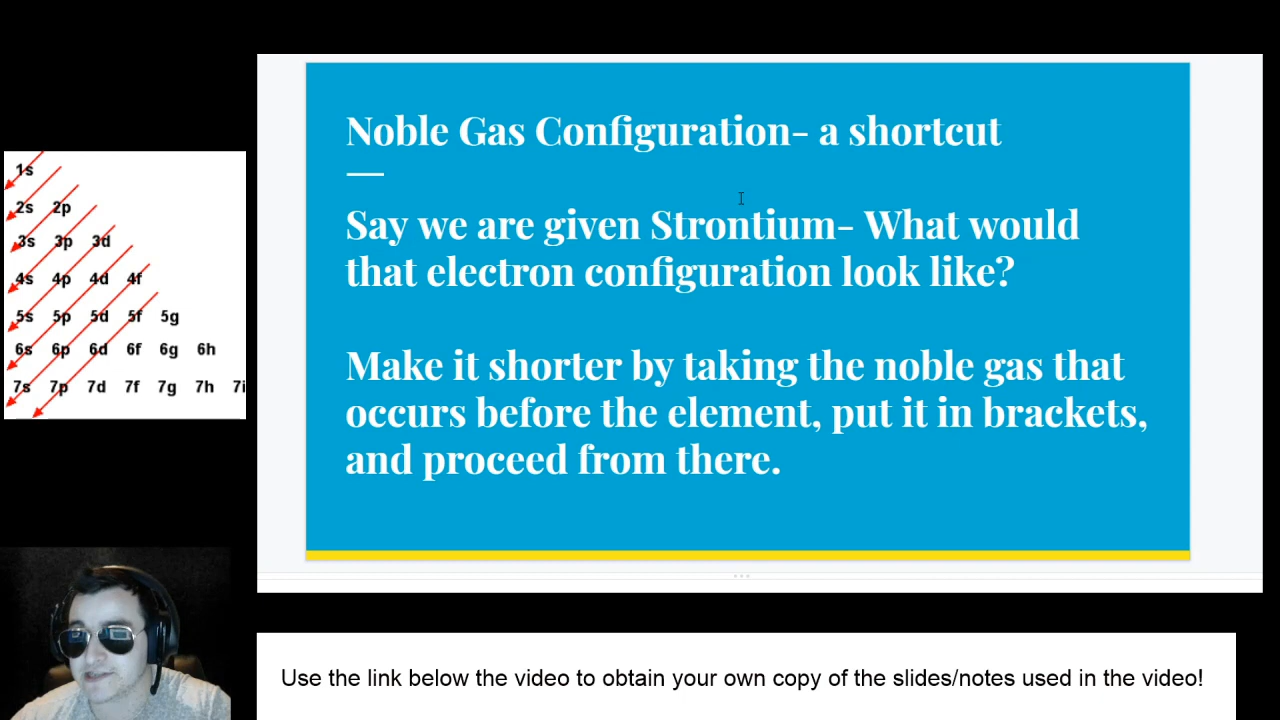 Noble Gas Configuration- a shortcut
Say we are given Strontium- What would
that electron configuration look like?
Make it shorter by taking the noble gas that
occurs before the element, put it in brackets,
and proceed from there.
1s
2s 2p
3s 3p 3d
4s 4p 4d 4f
5s 5p 5d 5f 5g
6s 6p 6d 6f 6g 6h
7s 7p 7d 7f 7g 7h 7i
Use the link below the video to obtain your own copy of the slides/notes used in the video!